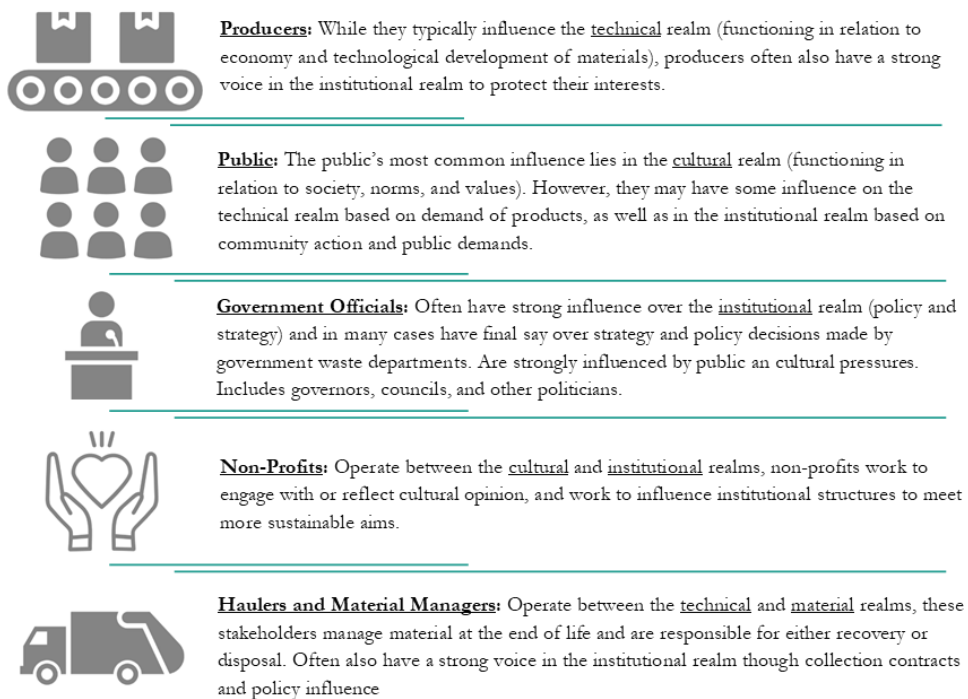 Producers: While they typically influence the technical realm (functioning in relation to
economy and technological development of materials), producers often also have a strong
voice in the institutional realm to protect their interests.
Public: The public's most common influence lies in the cultural realm (functioning in
relation to society, norms, and values). However, they may have some influence on the
technical realm based on demand of products, as well as in the institutional realm based on
community action and public demands.
Government Officials: Often have strong influence over the institutional realm (policy and
strategy) and in many cases have final say over strategy and policy decisions made by
government waste departments. Are strongly influenced by public an cultural pressures.
Includes governors, councils, and other politicians.
Non-Profits: Operate between the cultural and institutional realms, non-profits work to
engage with or reflect cultural opinion, and work to influence institutional structures to meet
more sustainable aims.
Haulers and Material Managers: Operate between the technical and material realms, these
stakeholders manage material at the end of life and are responsible for either recovery or
disposal. Often also have a strong voice in the institutional realm though collection contracts
and policy influence